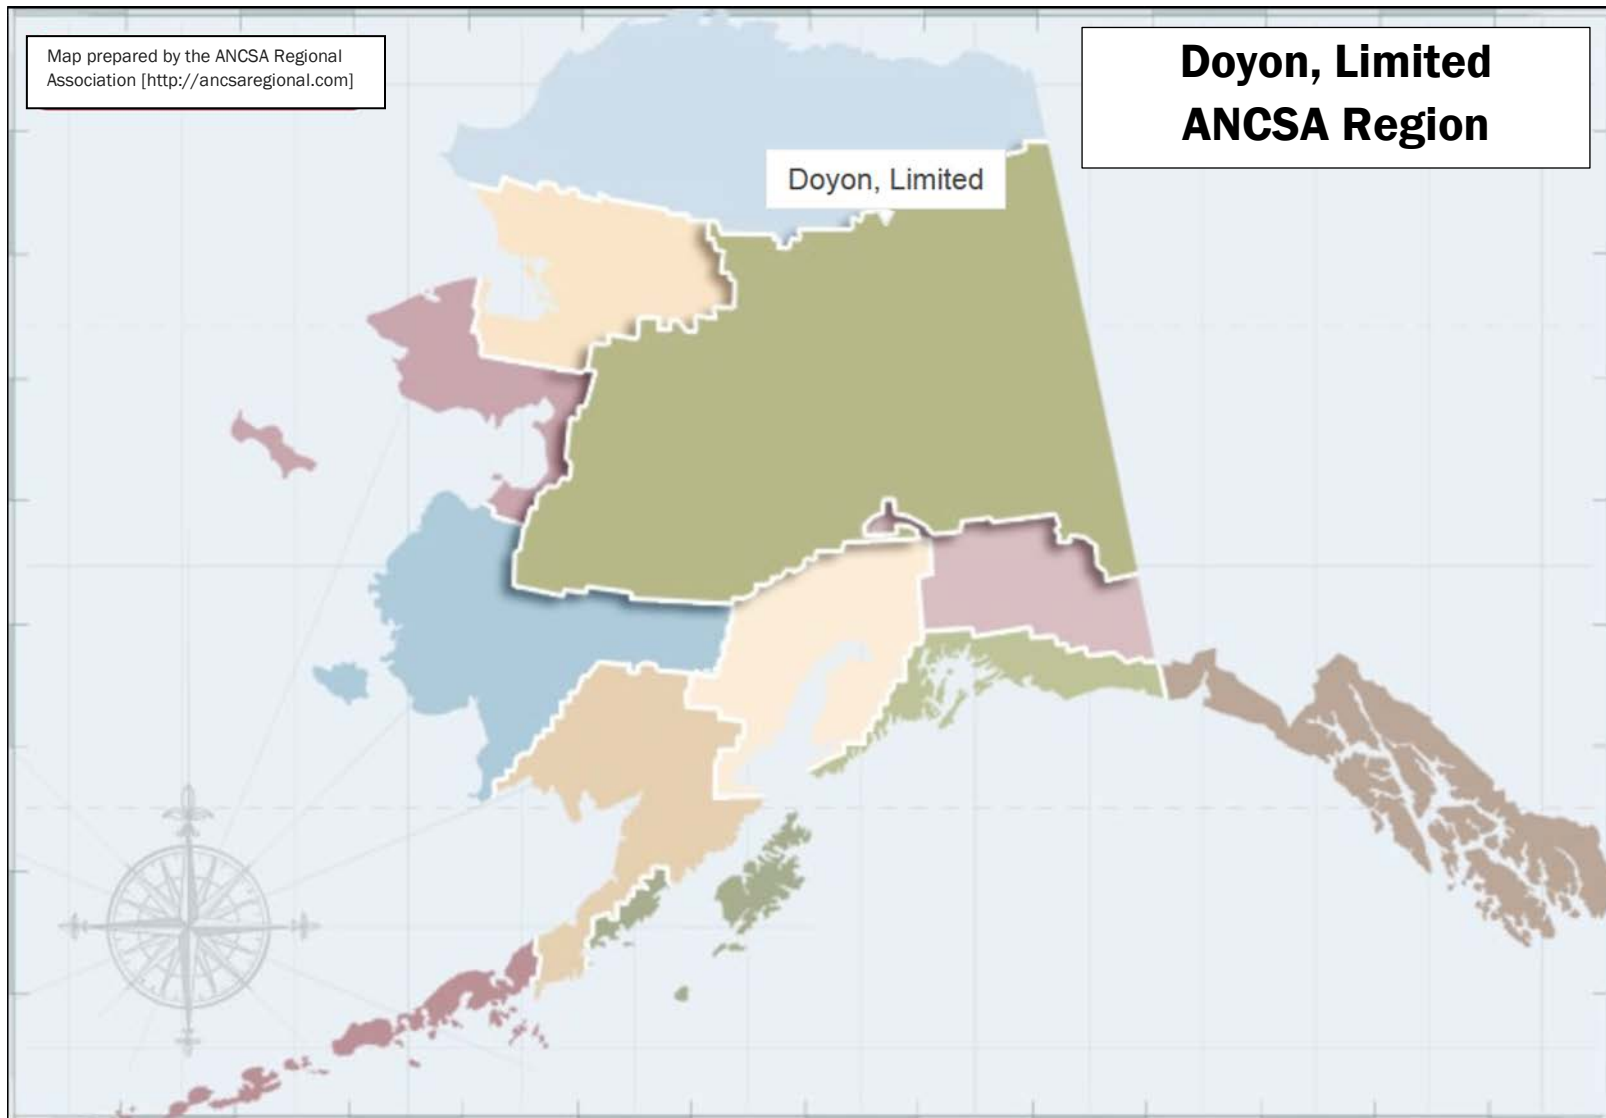 Map prepared by the ANCSA Regional
Association [http://ancsaregional.com]
Doyon, Limited
ANCSA Region
Doyon, Limited